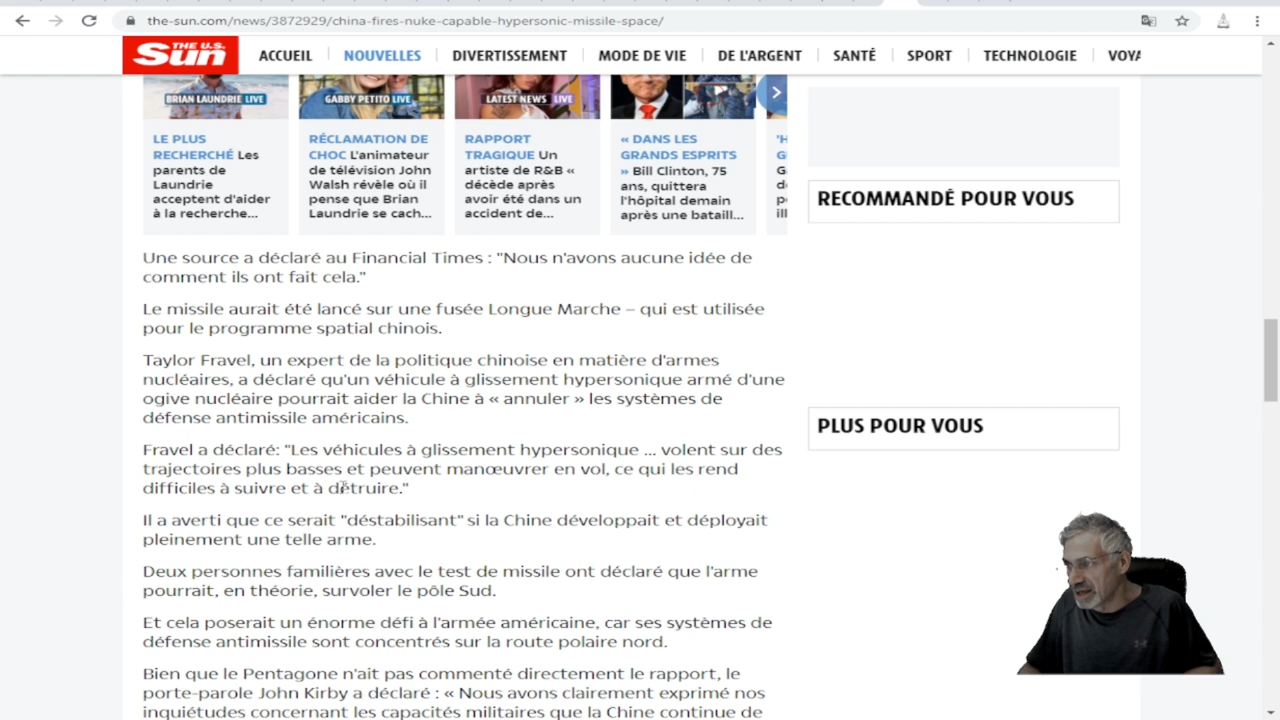 the-sun.com/news/3872929/china-fires-nuke-capable-hypersonic-missile-space/
THE U.S. Sun
ACCUEIL NOUVELLES DIVERTISSEMENT MODE DE VIE DE L'ARGENT SANTÉ SPORT TECHNOLOGIE VOYA
BRIAN LAUNDRIE LIVE
LE PLUS
RECHERCHÉ Les
parents de
Laundrie
acceptent d'aider
à la recherche...
GABBY PETITO LIVE
RÉCLAMATION DE
CHOC L'animateur
de télévision John
Walsh révèle où il
pense que Brian
Laundrie se cach...
LATEST NEWS LIVE
RAPPORT
TRAGIQUE Un
artiste de R&B «
décède après
avoir été dans un
accident de...
« DANS LES
GRANDS ESPRITS
» Bill Clinton, 75
ans, quittera
l'hôpital demain
après une bataill...
Une source a déclaré au Financial Times : "Nous n'avons aucune idée de
comment ils ont fait cela."
Le missile aurait été lancé sur une fusée Longue Marche – qui est utilisée
pour le programme spatial chinois.
Taylor Fravel, un expert de la politique chinoise en matière d'armes
nucléaires, a déclaré qu'un véhicule à glissement hypersonique armé d'une
ogive nucléaire pourrait aider la Chine à « annuler » les systèmes de
défense antimissile américains.
Fravel a déclaré: "Les véhicules à glissement hypersonique ... volent sur des
trajectoires plus basses et peuvent manœuvrer en vol, ce qui les rend
difficiles à suivre et à détruire."
Il a averti que ce serait "déstabilisant" si la Chine développait et déployait
pleinement une telle arme.
Deux personnes familières avec le test de missile ont déclaré que l'arme
pourrait, en théorie, survoler le pôle Sud.
Et cela poserait un énorme défi à l'armée américaine, car ses systèmes de
défense antimissile sont concentrés sur la route polaire nord.
Bien que le Pentagone n'ait pas commenté directement le rapport, le
porte-parole John Kirby a déclaré : « Nous avons clairement exprimé nos
inquiétudes concernant les capacités militaires que la Chine continue de
RECOMMANDÉ POUR VOUS
PLUS POUR VOUS